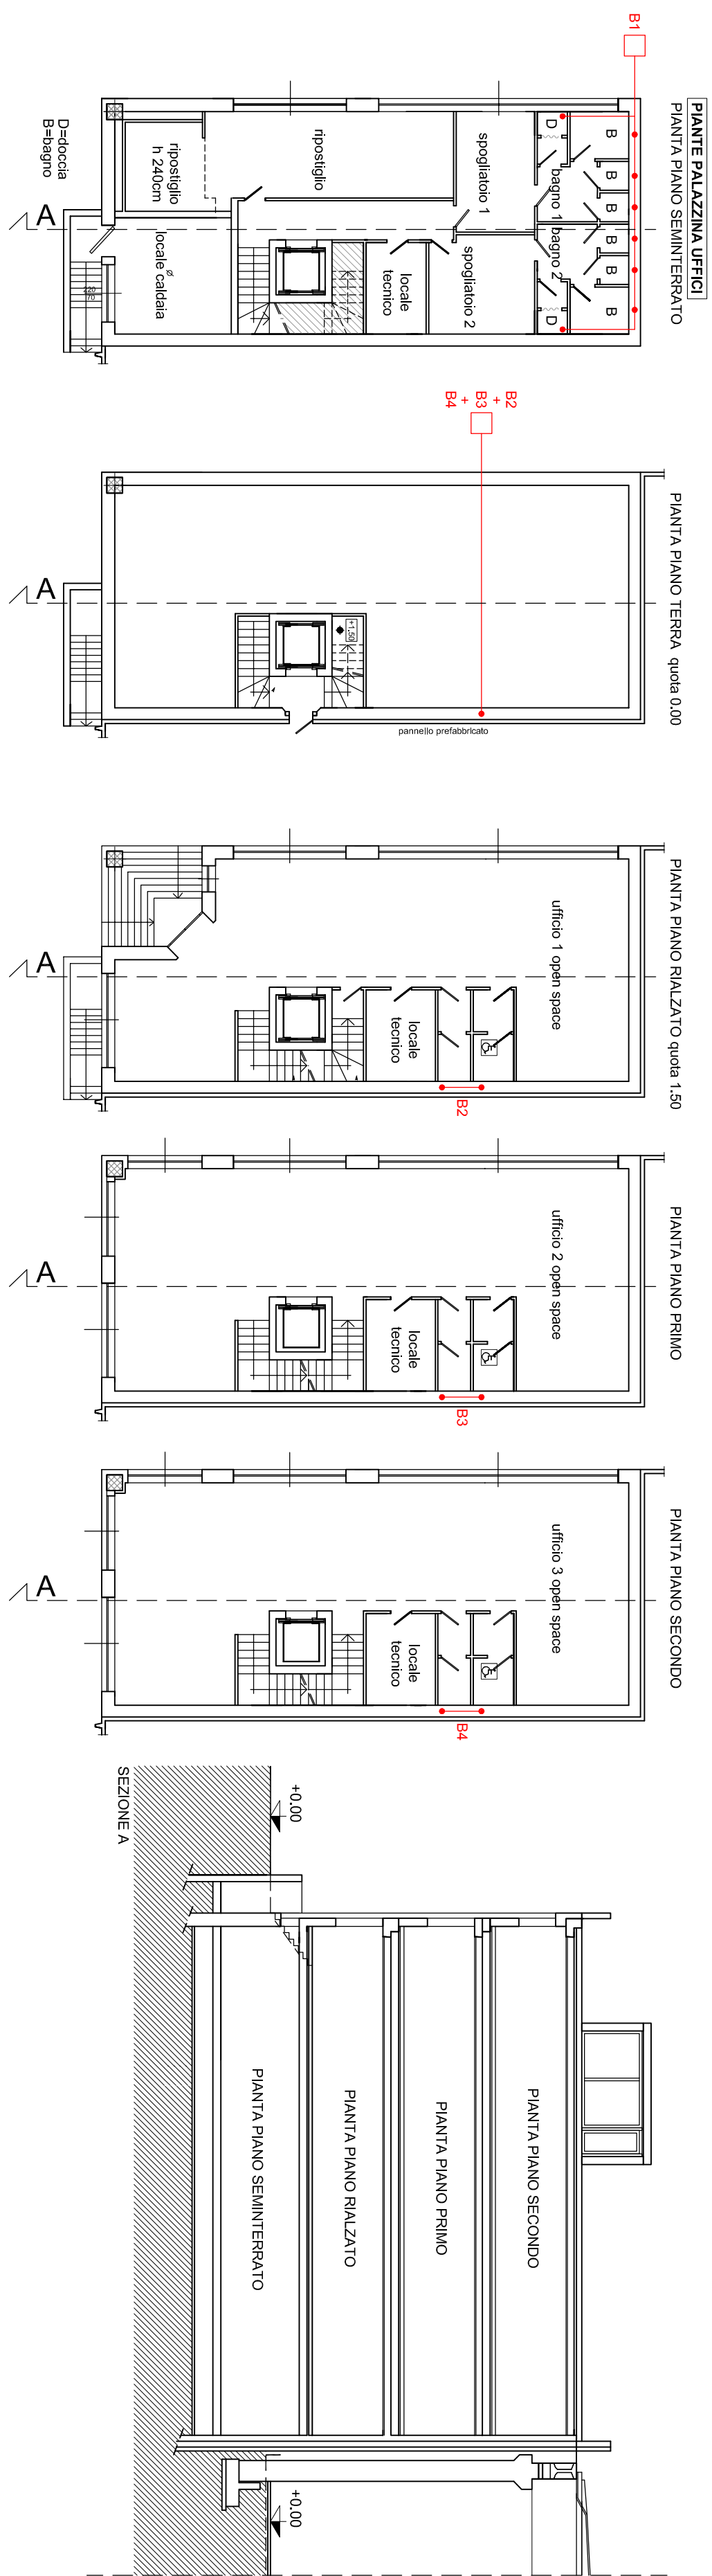 PIANTE PALAZZINA UFFICI
PIANTA PIANO SEMINTERRATO
B1
B
B
B
B
B
B
D
D
bagno 1
bagno 2
spogliatoio 1
spogliatoio 2
ripostiglio
locale
tecnico
ripostiglio
h 240cm
locale caldaia
220
70
A
D=doccia
B=bagno
PIANTA PIANO TERRA quota 0.00
B2
+
B3
+
B4
+1,50
pannello prefabbricato
A
PIANTA PIANO RIALZATO quota 1.50
ufficio 1 open space
locale
tecnico
B2
A
PIANTA PIANO PRIMO
ufficio 2 open space
locale
tecnico
B3
A
PIANTA PIANO SECONDO
ufficio 3 open space
locale
tecnico
B4
A
+0.00
PIANTA PIANO SECONDO
PIANTA PIANO PRIMO
PIANTA PIANO RIALZATO
PIANTA PIANO SEMINTERRATO
+0.00
SEZIONE A